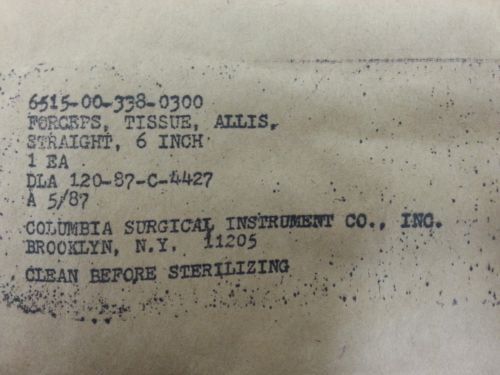 6515-00-338-0300
FORCEPS, TISSUE, ALLIS,
STRAIGHT, 6 INCH
1 EA
DLA 120-87-C-4427
A 5/87
COLUMBIA SURGICAL INSTRUMENT CO., INC.
BROOKLYN, N.Y. 11205
CLEAN BEFORE STERILIZING